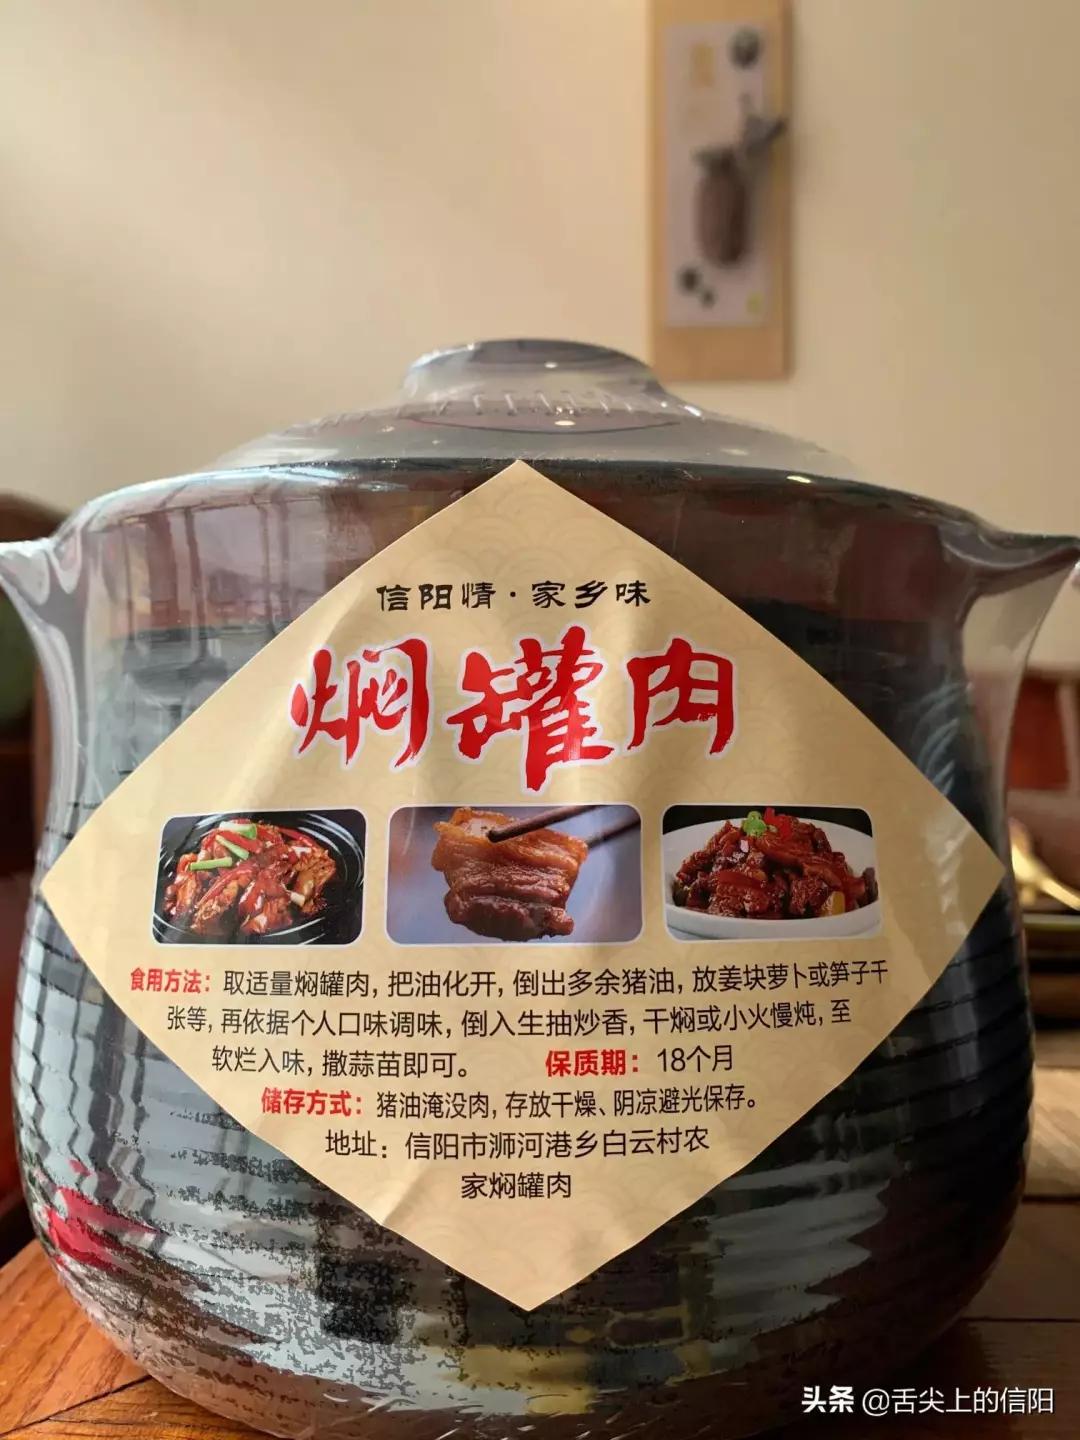 信阳情·家乡味
焖罐肉
食用方法：取适量焖罐肉，把油化开，倒出多余猪油，放姜块萝卜或笋子千
张等，再依据个人口味调味，倒入生抽炒香，干焖或小火慢炖，至
软烂入味，撒蒜苗即可。 保质期：18个月
储存方式：猪油淹没肉，存放干燥、阴凉避光保存。
地址：信阳市浉河港乡白云村农
家焖罐肉
头条 @舌尖上的信阳